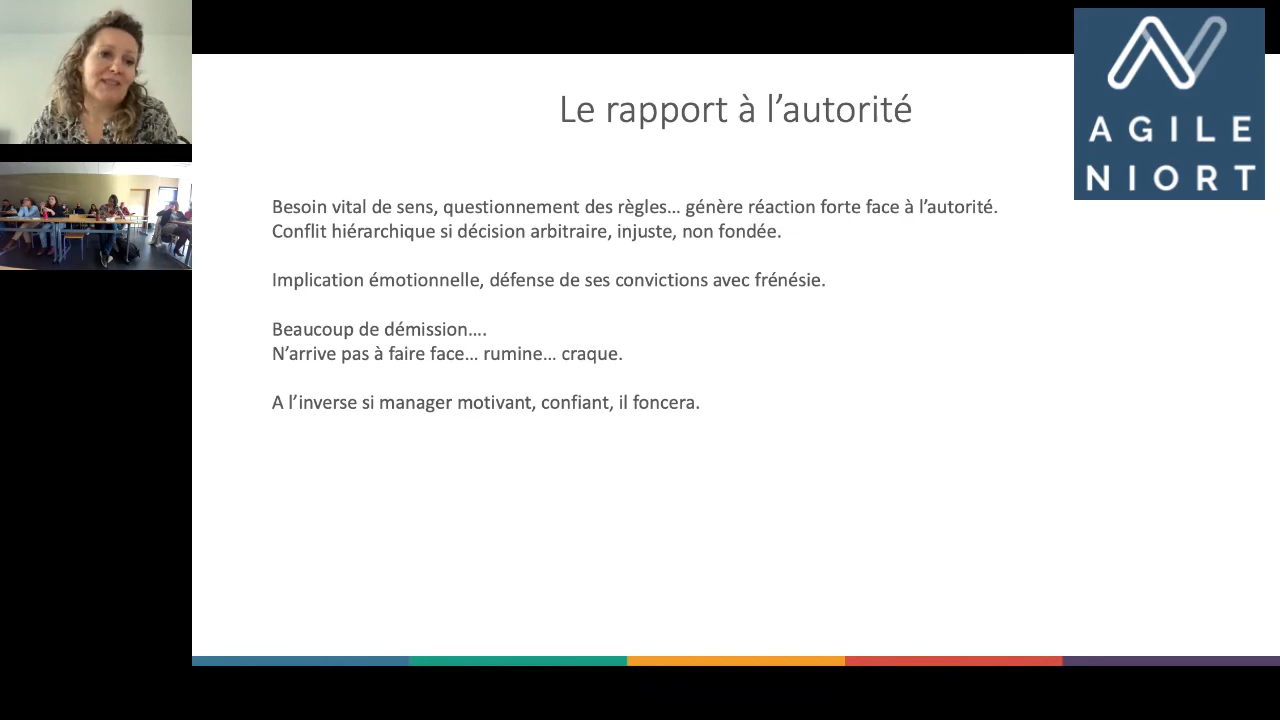 Le rapport à l’autorité
AGILE
NIORT
Besoin vital de sens, questionnement des règles… génère réaction forte face à l’autorité.
Conflit hiérarchique si décision arbitraire, injuste, non fondée.
Implication émotionnelle, défense de ses convictions avec frénésie.
Beaucoup de démission….
N’arrive pas à faire face… rumine… craque.
A l’inverse si manager motivant, confiant, il foncera.